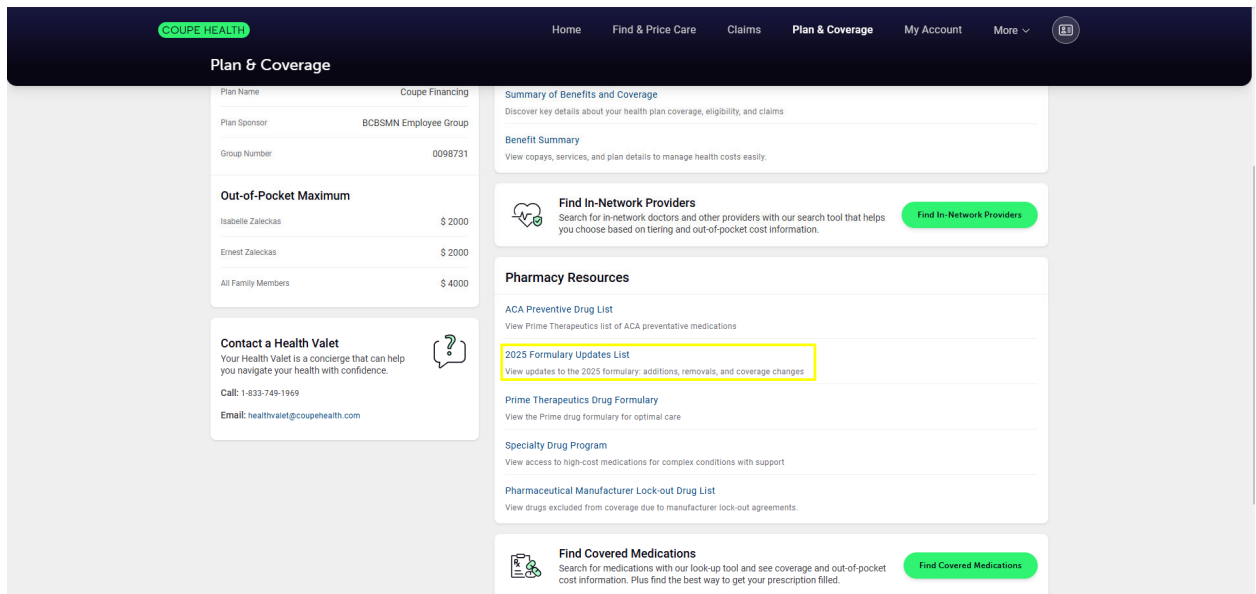 COUPE HEALTH
Home
Find & Price Care
Claims
Plan & Coverage
My Account
More
Plan & Coverage
Plan Name
Coupe Financing
Plan Sponsor
BCBSMN Employee Group
Group Number
0098731
Out-of-Pocket Maximum
Isabelle Zaleckas
$ 2000
Ernest Zaleckas
$ 2000
All Family Members
$ 4000
Contact a Health Valet
Your Health Valet is a concierge that can help
you navigate your health with confidence.
Call: 1-833-749-1969
Email: healthvalet@coupehealth.com
Summary of Benefits and Coverage
Discover key details about your health plan coverage, eligibility, and claims
Benefit Summary
View copays, services, and plan details to manage health costs easily.
Find In-Network Providers
Search for in-network doctors and other providers with our search tool that helps
you choose based on tiering and out-of-pocket cost information.
Find In-Network Providers
Pharmacy Resources
ACA Preventive Drug List
View Prime Therapeutics list of ACA preventative medications
2025 Formulary Updates List
View updates to the 2025 formulary: additions, removals, and coverage changes
Prime Therapeutics Drug Formulary
View the Prime drug formulary for optimal care
Specialty Drug Program
View access to high-cost medications for complex conditions with support
Pharmaceutical Manufacturer Lock-out Drug List
View drugs excluded from coverage due to manufacturer lock-out agreements.
Find Covered Medications
Search for medications with our look-up tool and see coverage and out-of-pocket
cost information. Plus find the best way to get your prescription filled.
Find Covered Medications